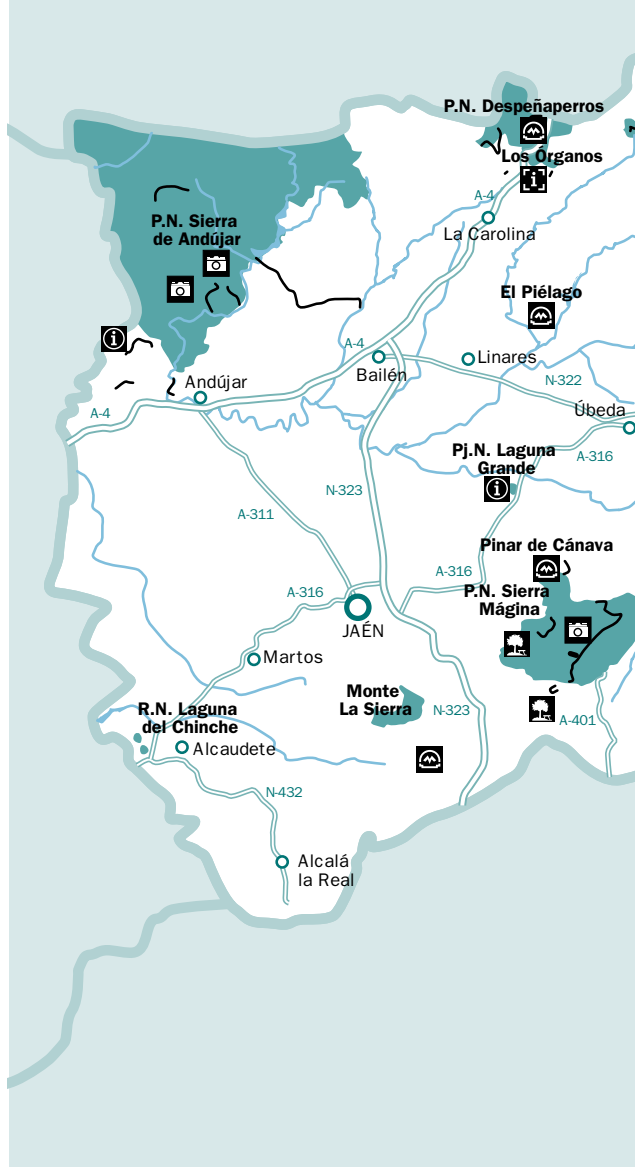 P.N. Despeñaperros
Los Órganos
A-4
La Carolina
P.N. Sierra
de Andújar
El Piélago
A-4
Bailén
Linares
Andújar
N-322
A-4
Úbeda
A-316
Pj.N. Laguna
Grande
N-323
A-311
Pinar de Cánava
A-316
A-316
P.N. Sierra
Mágina
JAÉN
Martos
Monte
La Sierra
R.N. Laguna
del Chinche
N-323
A-401
Alcaudete
N-432
Alcalá
la Real